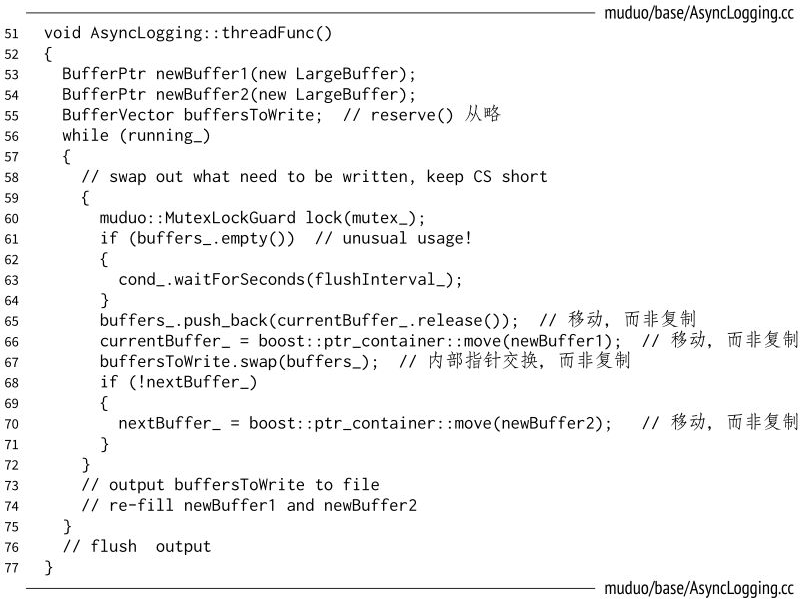 muduo/base/AsyncLogging.cc
51 void AsyncLogging::threadFunc()
52 {
53   BufferPtr newBuffer1(new LargeBuffer);
54   BufferPtr newBuffer2(new LargeBuffer);
55   BufferVector buffersToWrite;  // reserve() 从略
56   while (running_)
57   {
58     // swap out what need to be written, keep CS short
59     {
60       muduo::MutexLockGuard lock(mutex_);
61       if (buffers_.empty())  // unusual usage!
62       {
63         cond_.waitForSeconds(flushInterval_);
64       }
65       buffers_.push_back(currentBuffer_.release());  // 移动，而非复制
66       currentBuffer_ = boost::ptr_container::move(newBuffer1);  // 移动，而非复制
67       buffersToWrite.swap(buffers_);  // 内部指针交换，而非复制
68       if (!nextBuffer_)
69       {
70         nextBuffer_ = boost::ptr_container::move(newBuffer2);   // 移动，而非复制
71       }
72     }
73     // output buffersToWrite to file
74     // re-fill newBuffer1 and newBuffer2
75   }
76   // flush  output
77 }
muduo/base/AsyncLogging.cc